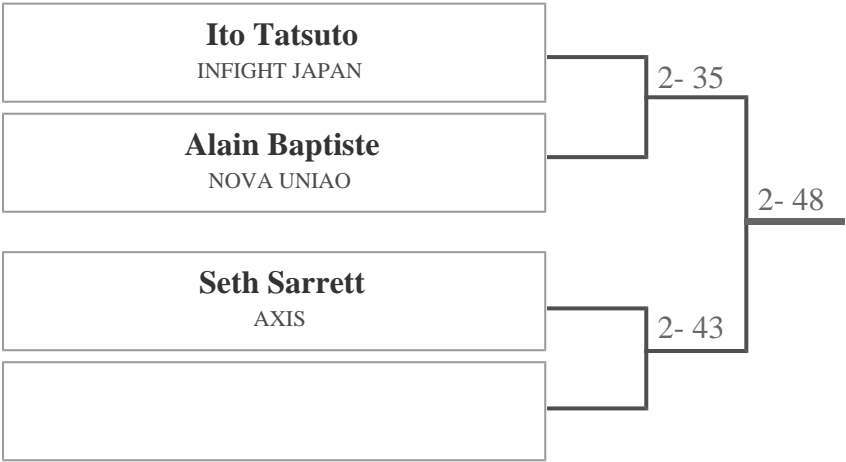 Ito Tatsuto
INFIGHT JAPAN
2- 35
Alain Baptiste
NOVA UNIAO
2- 48
Seth Sarrett
AXIS
2- 43